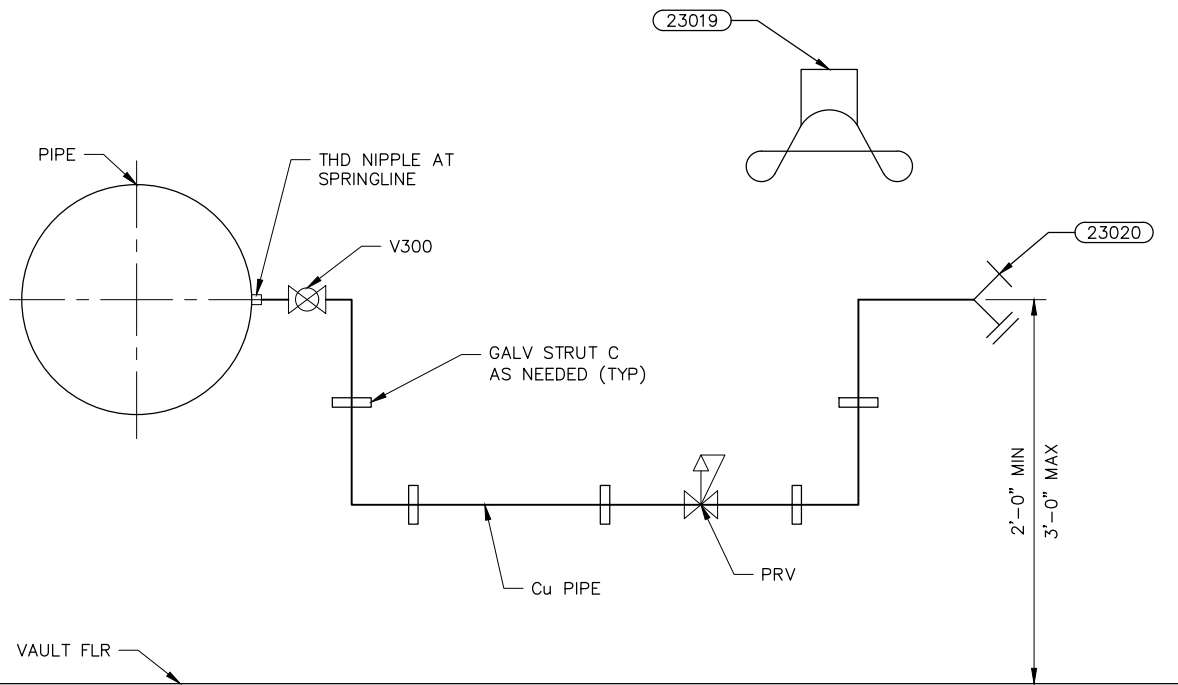 23019
PIPE
THD NIPPLE AT
SPRINGLINE
V300
23020
GALV STRUT C
AS NEEDED (TYP)
2'-0" MIN
3'-0" MAX
Cu PIPE
PRV
VAULT FLR